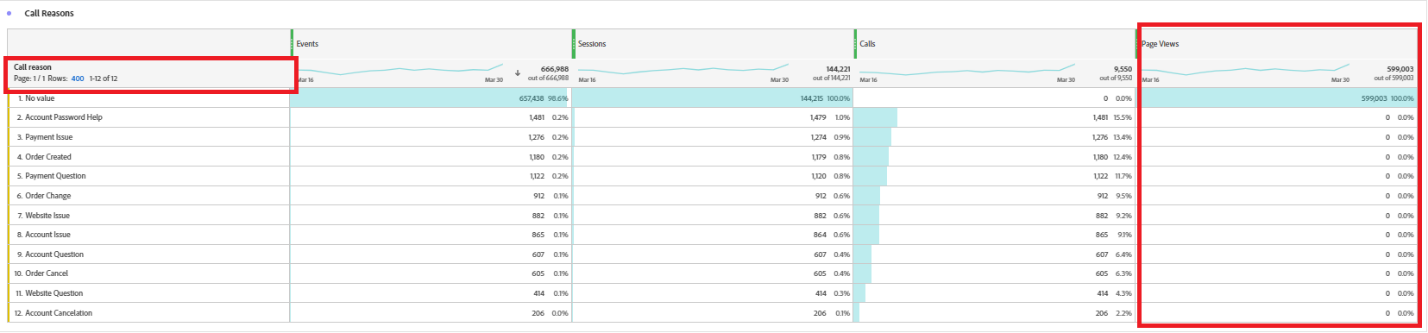 Call Reasons
Events Sessions Calls Page Views
Call reason
Page: 1 / 1 Rows: 400 1-12 of 12
Mar 16 Mar 30 ↓ 666,988 out of 666,988 Mar 16 Mar 30 144,221 out of 144,221 Mar 16 Mar 30 9,550 out of 9,550 Mar 16 Mar 30 599,003 out of 599,003
1. No value 657,438 98.6% 144,215 100.0% 0 0.0% 599,003 100.0%
2. Account Password Help 1,481 0.2% 1,479 1.0% 1,481 15.5% 0 0.0%
3. Payment Issue 1,276 0.2% 1,274 0.9% 1,276 13.4% 0 0.0%
4. Order Created 1,180 0.2% 1,179 0.8% 1,180 12.4% 0 0.0%
5. Payment Question 1,122 0.2% 1,120 0.8% 1,122 11.7% 0 0.0%
6. Order Change 912 0.1% 912 0.6% 912 9.5% 0 0.0%
7. Website Issue 882 0.1% 882 0.6% 882 9.2% 0 0.0%
8. Account Issue 865 0.1% 864 0.6% 865 9.1% 0 0.0%
9. Account Question 607 0.1% 607 0.4% 607 6.4% 0 0.0%
10. Order Cancel 605 0.1% 605 0.4% 605 6.3% 0 0.0%
11. Website Question 414 0.1% 414 0.3% 414 4.3% 0 0.0%
12. Account Cancelation 206 0.0% 206 0.1% 206 2.2% 0 0.0%